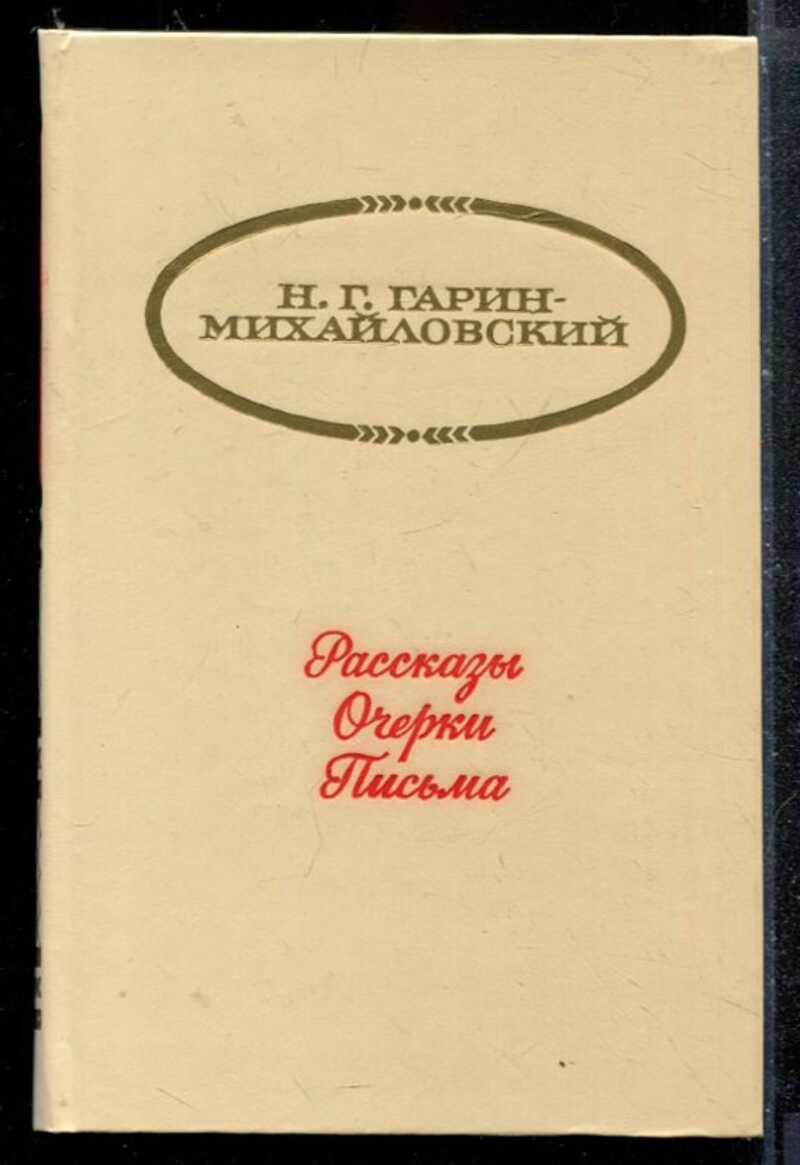 Н. Г. ГАРИН-
МИХАЙЛОВСКИЙ
Рассказы
Очерки
Письма